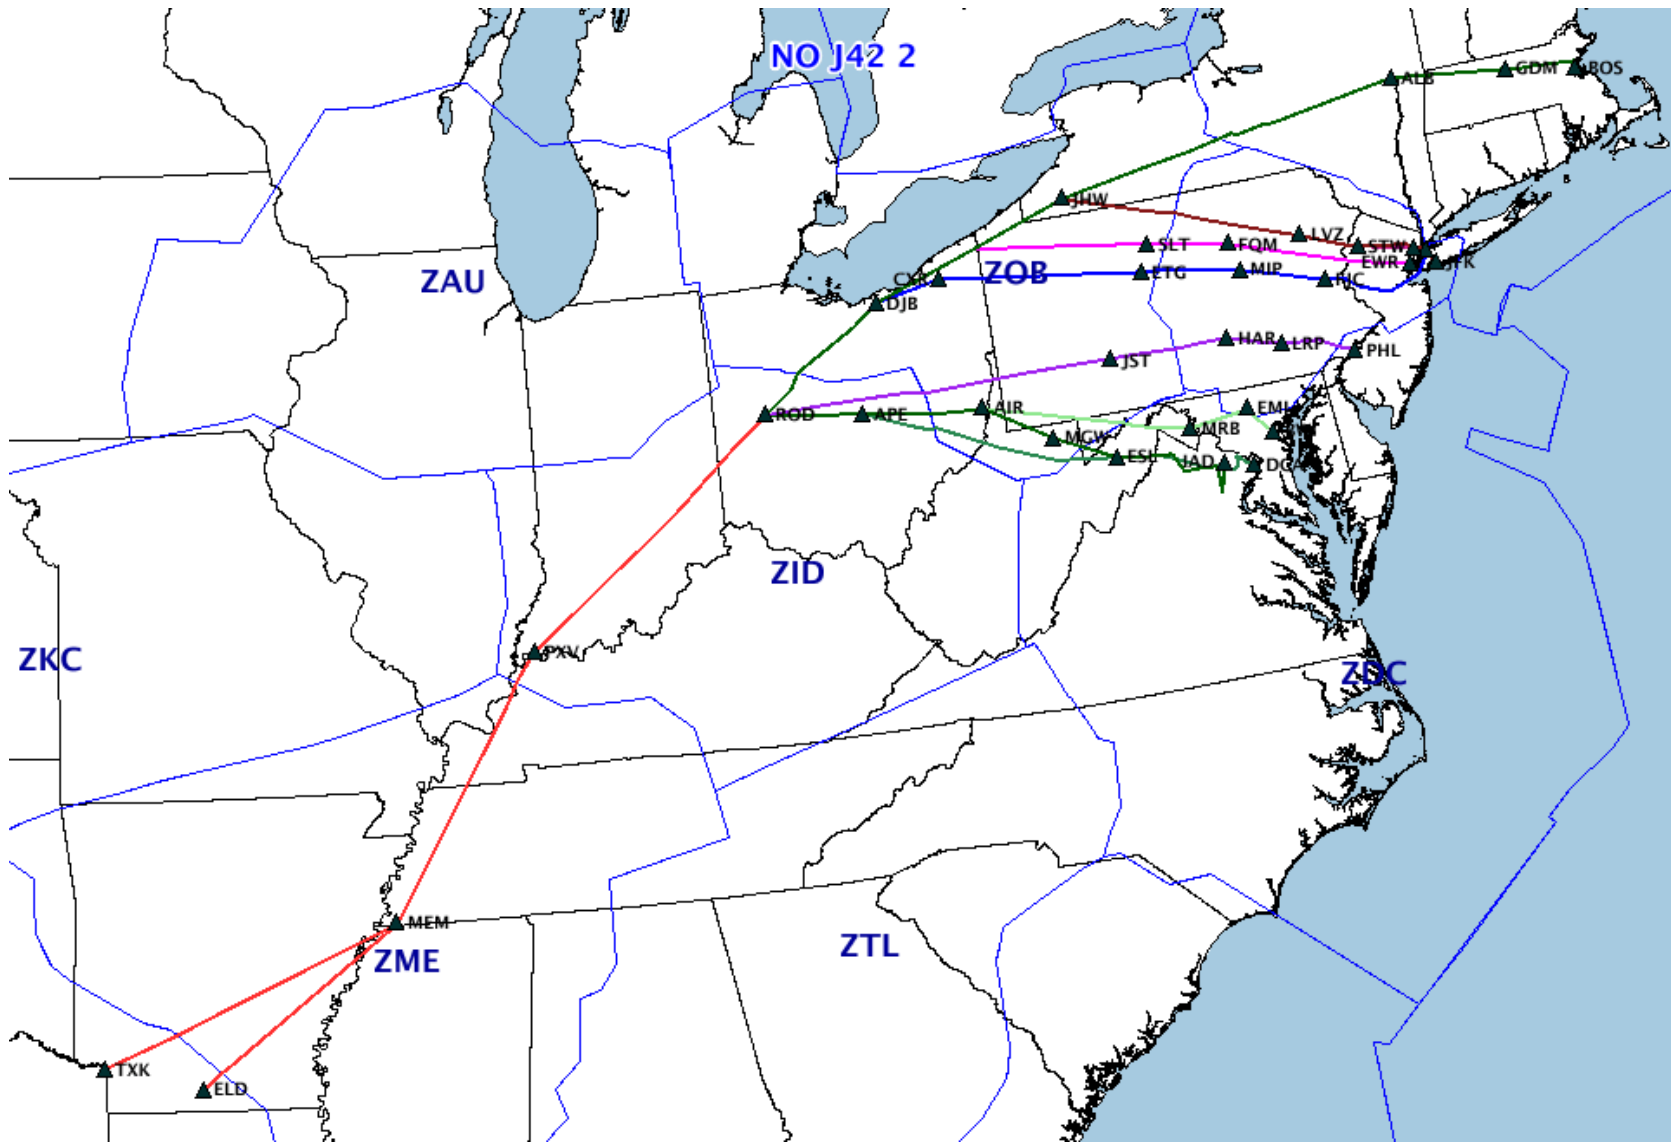 NO J42 2
ALB
GDM
BOS
JHW
LVZ
STW
SLT
FQM
EWR
JFK
ZAU
CXR
ZOB
ETG
MIP
DJB
HAR
LRP
PHL
JST
ROD
APE
AIR
EMI
MRB
MGW
ESL
DCA
ZID
PXV
ZKC
ZDC
MEM
ZME
ZTL
TXK
ELD